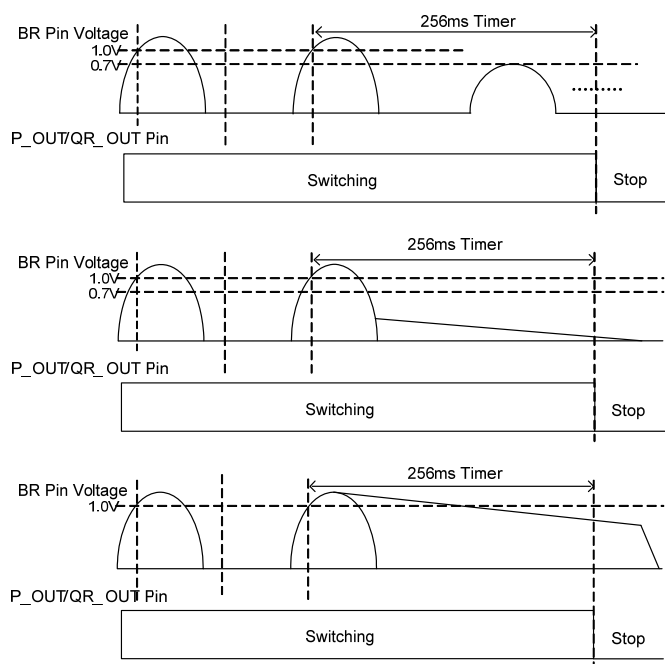 256ms Timer
BR Pin Voltage
1.0V
0.7V
P_OUT/QR_OUT Pin
Switching
Stop
256ms Timer
BR Pin Voltage
1.0V
0.7V
P_OUT/QR_OUT Pin
Switching
Stop
256ms Timer
BR Pin Voltage
1.0V
P_OUT/QR_OUT Pin
Switching
Stop